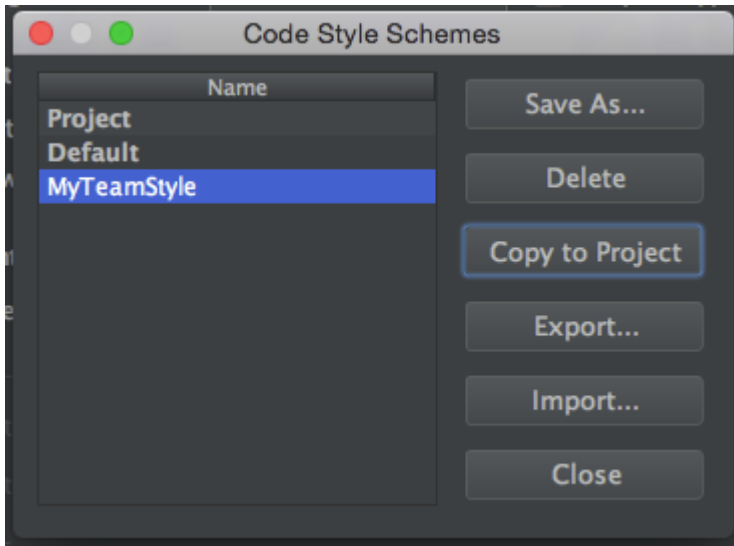 Code Style Schemes
Name
Project
Default
MyTeamStyle
Save As...
Delete
Copy to Project
Export...
Import...
Close